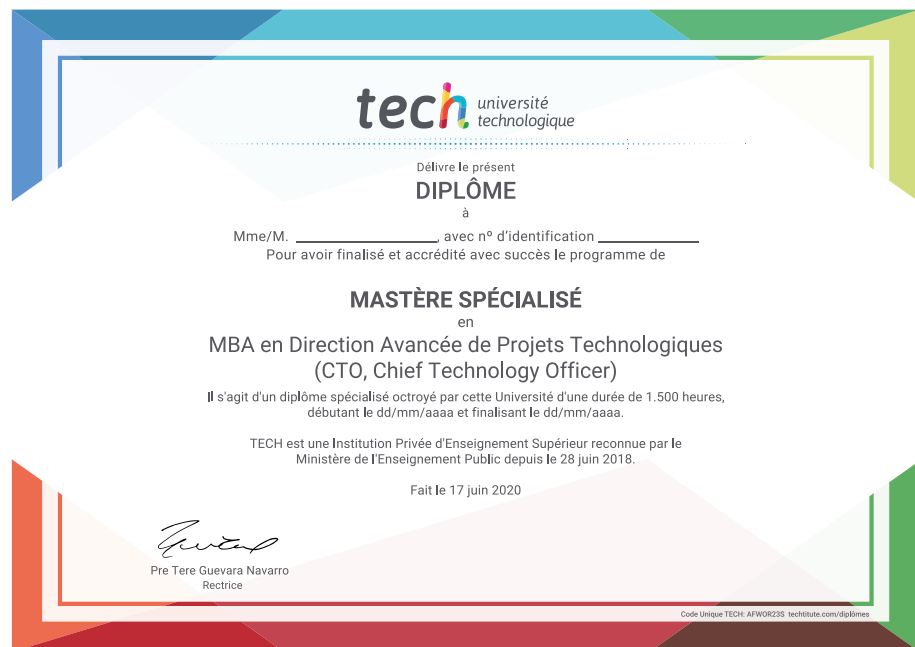 tech université
technologique
Délivre le présent
DIPLÔME
à
Mme/M. ____________________, avec nº d'identification ______________
Pour avoir finalisé et accrédité avec succès le programme de
MASTÈRE SPÉCIALISÉ
en
MBA en Direction Avancée de Projets Technologiques
(CTO, Chief Technology Officer)
Il s'agit d'un diplôme spécialisé octroyé par cette Université d'une durée de 1.500 heures,
débutant le dd/mm/aaaa et finalisant le dd/mm/aaaa.
TECH est une Institution Privée d'Enseignement Supérieur reconnue par le
Ministère de l'Enseignement Public depuis le 28 juin 2018.
Fait le 17 juin 2020
Pre Tere Guevara Navarro
Rectrice
Code Unique TECH: AFWOR23S techtitute.com/diplômes